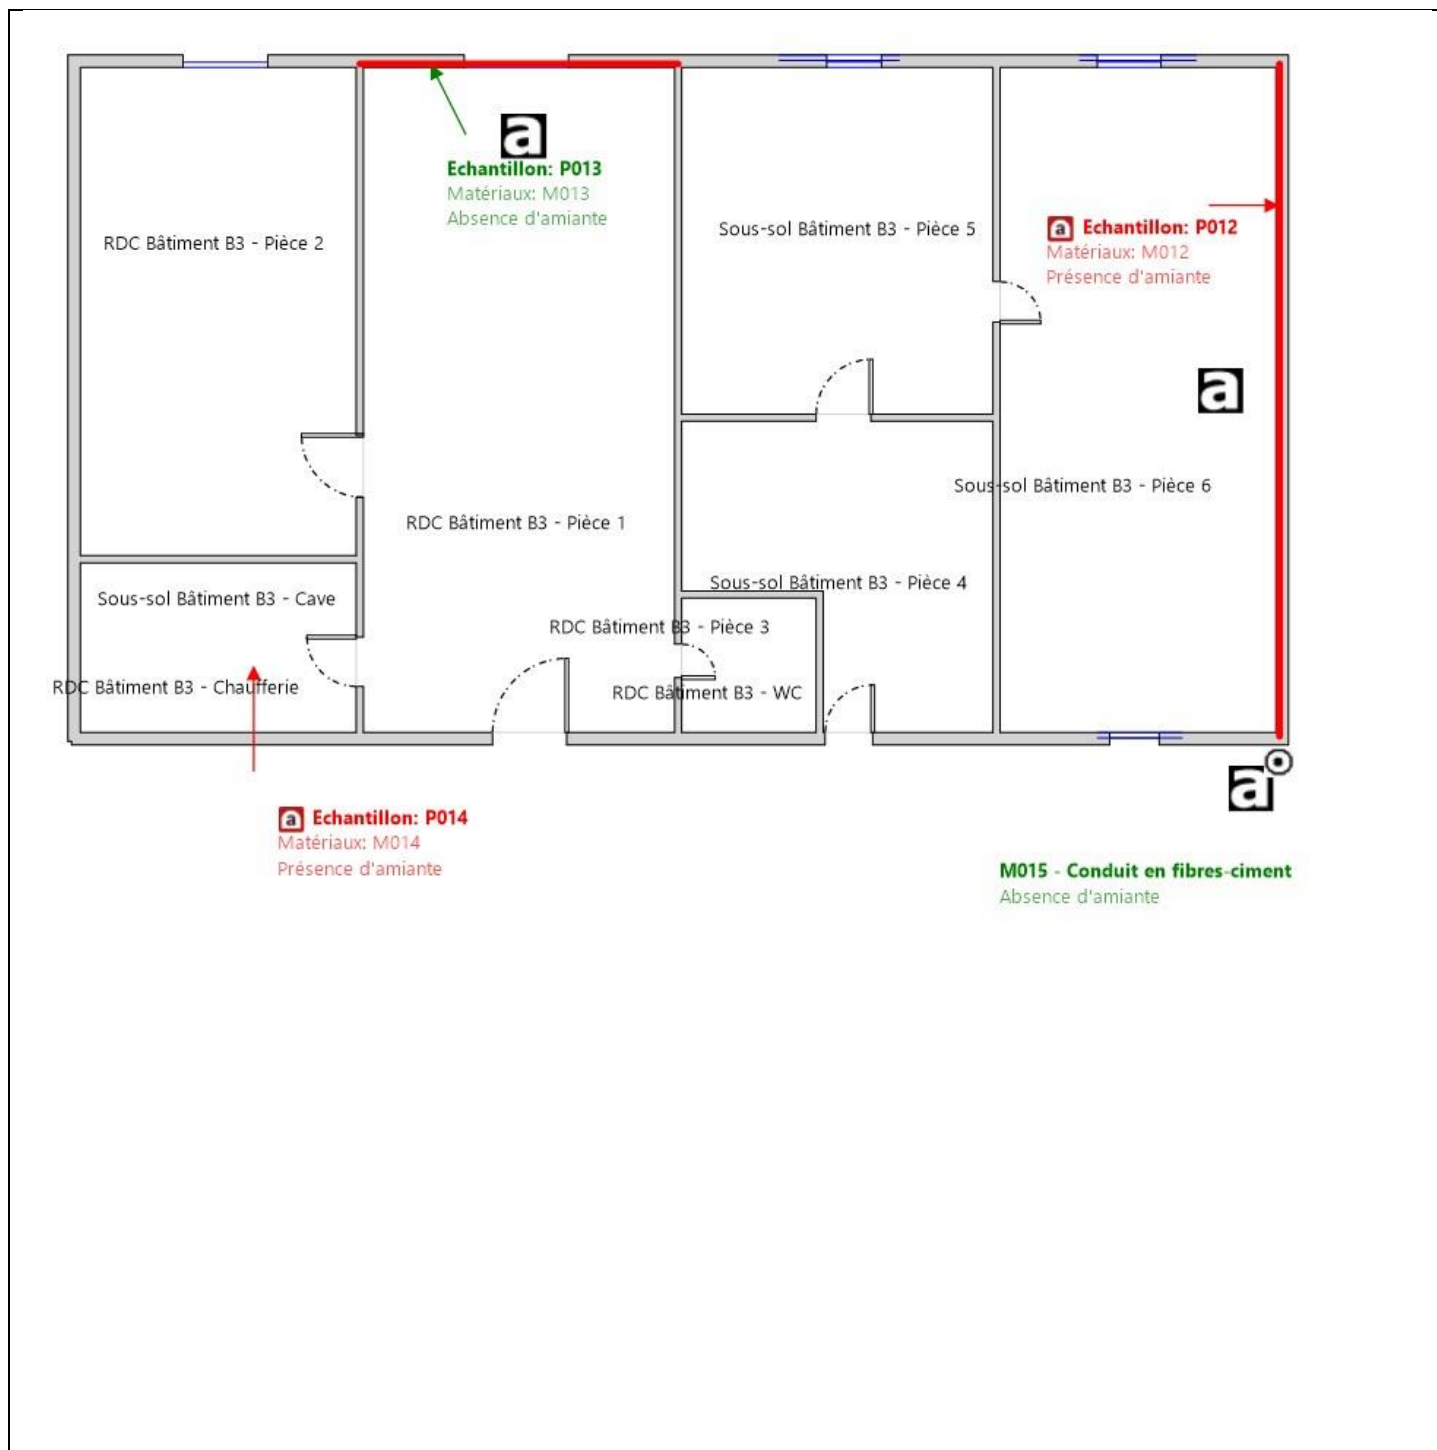 a
Echantillon: P013
Matériaux: M013
Absence d'amiante
RDC Bâtiment B3 - Pièce 2
Sous-sol Bâtiment B3 - Pièce 5
a Echantillon: P012
Matériaux: M012
Présence d'amiante
a
Sous-sol Bâtiment B3 - Pièce 6
RDC Bâtiment B3 - Pièce 1
Sous-sol Bâtiment B3 - Pièce 4
Sous-sol Bâtiment B3 - Cave
RDC Bâtiment B3 - Pièce 3
RDC Bâtiment B3 - Chaufferie
RDC Bâtiment B3 - WC
a
a Echantillon: P014
Matériaux: M014
Présence d'amiante
M015 - Conduit en fibres-ciment
Absence d'amiante